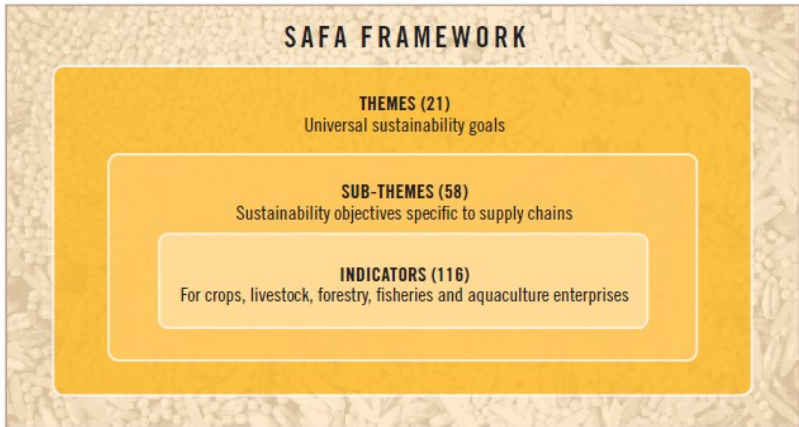 SAFA FRAMEWORK
THEMES (21)
Universal sustainability goals
SUB-THEMES (58)
Sustainability objectives specific to supply chains
INDICATORS (116)
For crops, livestock, forestry, fisheries and aquaculture enterprises